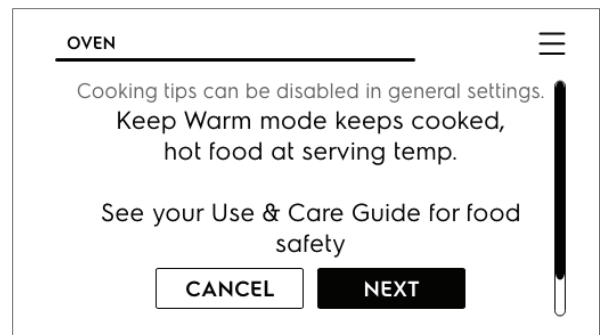 OVEN
Cooking tips can be disabled in general settings.
Keep Warm mode keeps cooked,
hot food at serving temp.
See your Use & Care Guide for food
safety
CANCEL NEXT